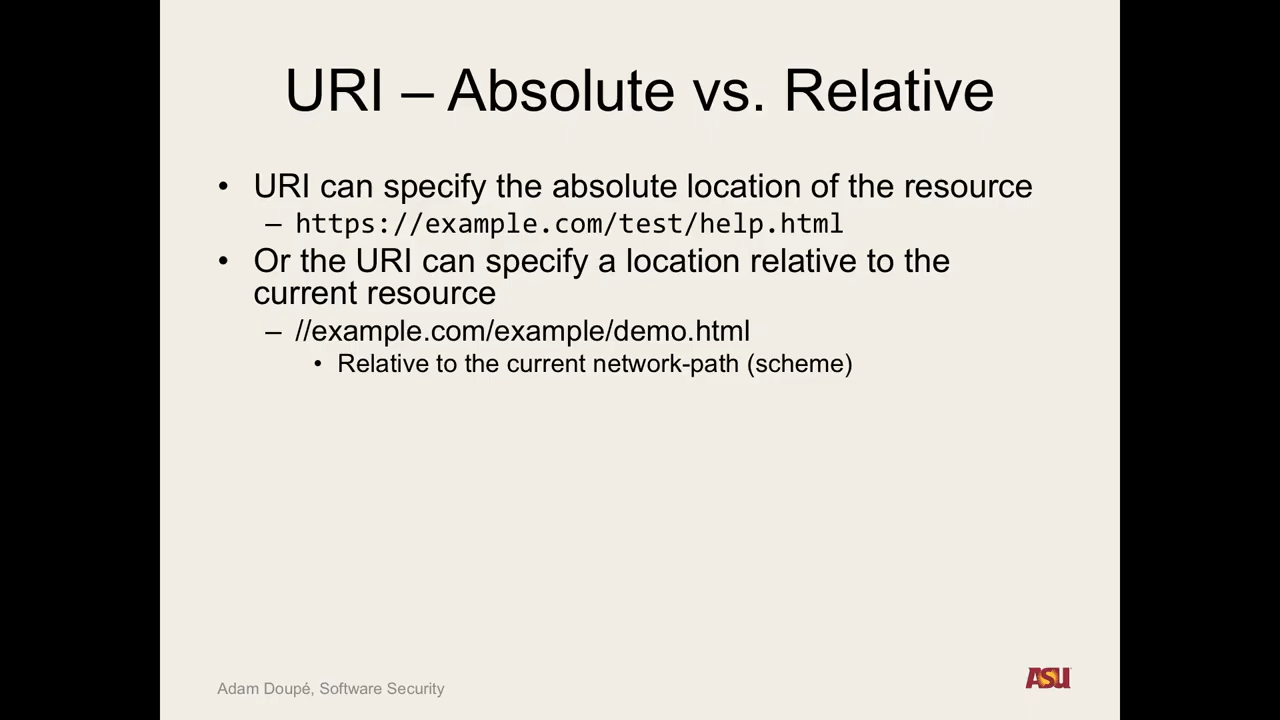 URI – Absolute vs. Relative
• URI can specify the absolute location of the resource
– https://example.com/test/help.html
• Or the URI can specify a location relative to the
current resource
– //example.com/example/demo.html
• Relative to the current network-path (scheme)
Adam Doupé, Software Security
ASU